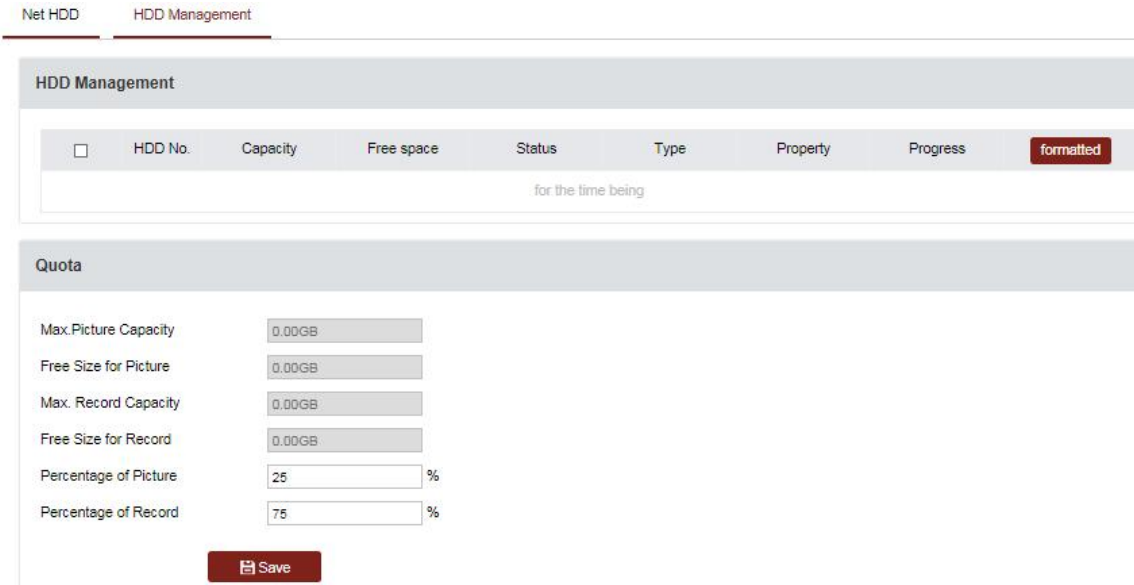 Net HDD HDD Management
HDD Management
HDD No. Capacity Free space Status Type Property Progress formatted
for the time being
Quota
Max.Picture Capacity 0.00GB
Free Size for Picture 0.00GB
Max. Record Capacity 0.00GB
Free Size for Record 0.00GB
Percentage of Picture 25 %
Percentage of Record 75 %
Save